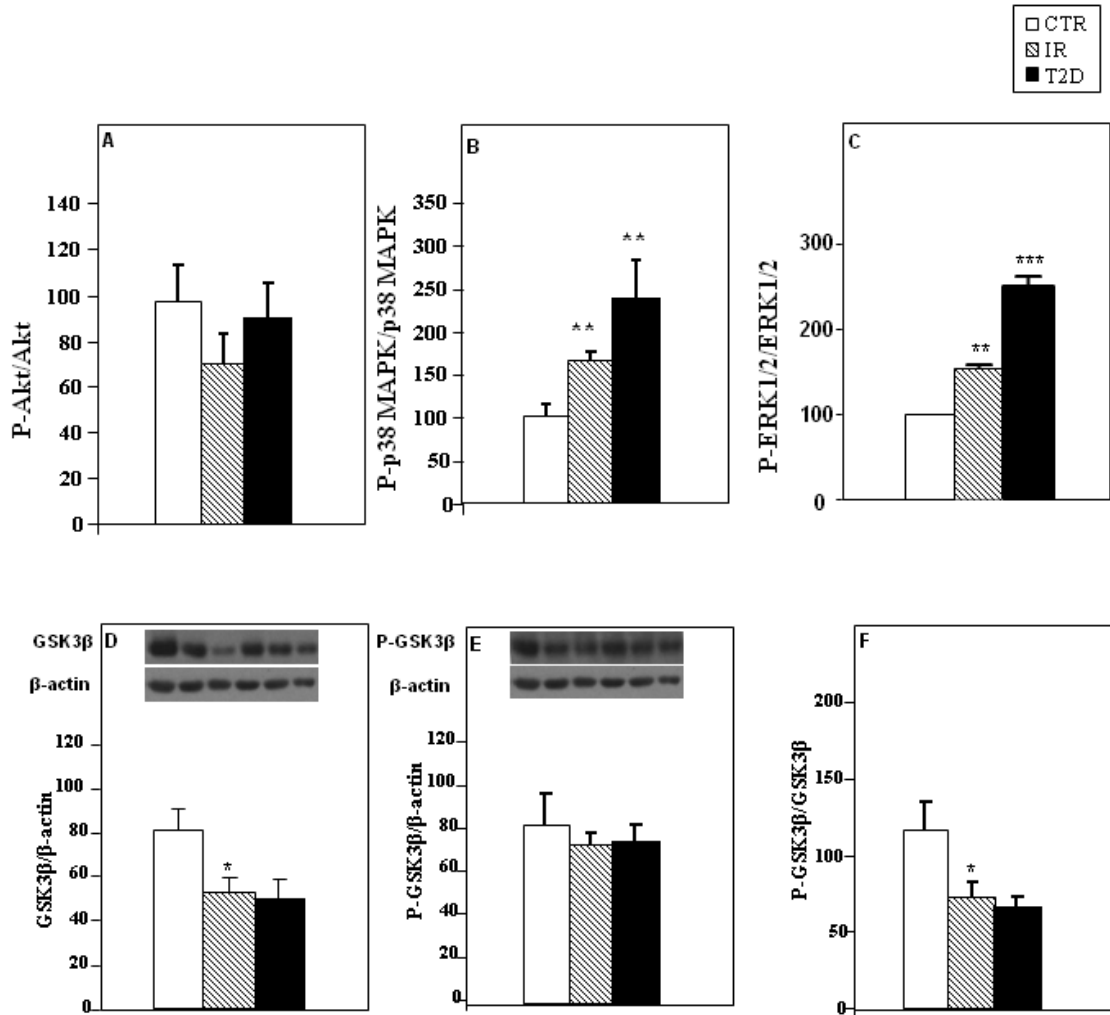 CTR
IR
T2D
A
P-Akt/Akt
140
120
100
80
60
40
20
0
B
P-p38 MAPK/p38 MAPK
350
300
250
200
150
100
50
0
**
**
C
P-ERK1/2/ERK1/2
300
200
100
0
**
***
D
GSK3β
β-actin
GSK3β/β-actin
120
100
80
60
40
20
0
*
E
P-GSK3β
β-actin
P-GSK3β/β-actin
120
100
80
60
40
20
0
F
P-GSK3β/GSK3β
200
150
100
50
0
*